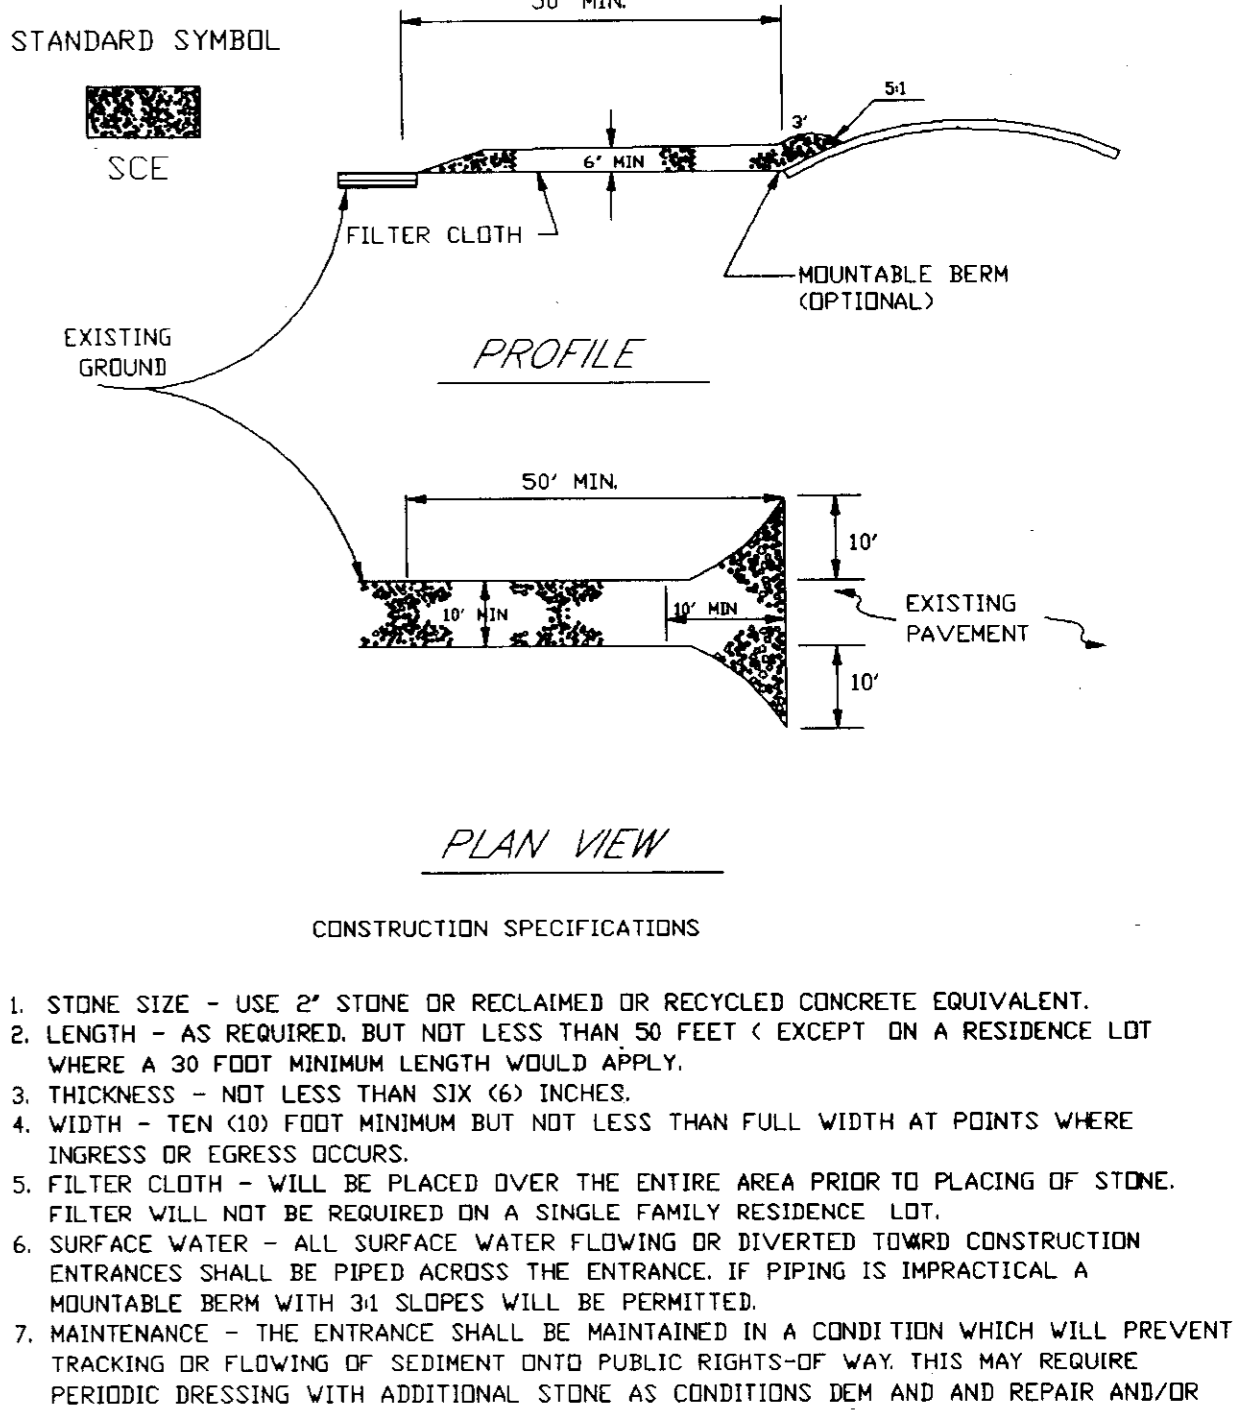 50' MIN.
STANDARD SYMBOL
SCE
5:1
3'
6' MIN
FILTER CLOTH
MOUNTABLE BERM
(OPTIONAL)
EXISTING
GROUND
PROFILE
50' MIN.
10'
10' MIN
10' MIN
EXISTING
PAVEMENT
10'
PLAN VIEW
CONSTRUCTION SPECIFICATIONS
1. STONE SIZE - USE 2" STONE OR RECLAIMED OR RECYCLED CONCRETE EQUIVALENT.
2. LENGTH - AS REQUIRED. BUT NOT LESS THAN 50 FEET ( EXCEPT ON A RESIDENCE LOT
WHERE A 30 FOOT MINIMUM LENGTH WOULD APPLY.
3. THICKNESS - NOT LESS THAN SIX (6) INCHES.
4. WIDTH - TEN (10) FOOT MINIMUM BUT NOT LESS THAN FULL WIDTH AT POINTS WHERE
INGRESS OR EGRESS OCCURS.
5. FILTER CLOTH - WILL BE PLACED OVER THE ENTIRE AREA PRIOR TO PLACING OF STONE.
FILTER WILL NOT BE REQUIRED ON A SINGLE FAMILY RESIDENCE LOT.
6. SURFACE WATER - ALL SURFACE WATER FLOWING OR DIVERTED TOWARD CONSTRUCTION
ENTRANCES SHALL BE PIPED ACROSS THE ENTRANCE. IF PIPING IS IMPRACTICAL A
MOUNTABLE BERM WITH 3:1 SLOPES WILL BE PERMITTED.
7. MAINTENANCE - THE ENTRANCE SHALL BE MAINTAINED IN A CONDITION WHICH WILL PREVENT
TRACKING OR FLOWING OF SEDIMENT ONTO PUBLIC RIGHTS-OF WAY. THIS MAY REQUIRE
PERIODIC DRESSING WITH ADDITIONAL STONE AS CONDITIONS DEM AND AND REPAIR AND/OR